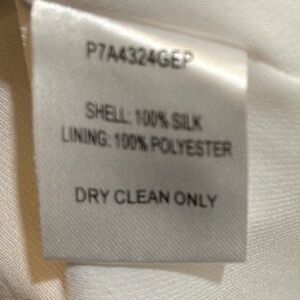 P7A4324GEP
SHELL: 100% SILK
LINING: 100% POLYESTER
DRY CLEAN ONLY